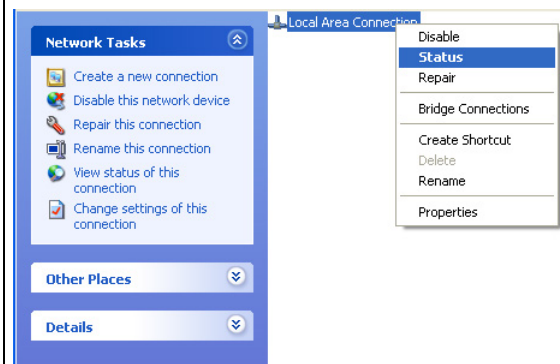 Network Tasks
Create a new connection
Disable this network device
Repair this connection
Rename this connection
View status of this
connection
Change settings of this
connection
Other Places
Details
Local Area Connection
Disable
Status
Repair
Bridge Connections
Create Shortcut
Delete
Rename
Properties